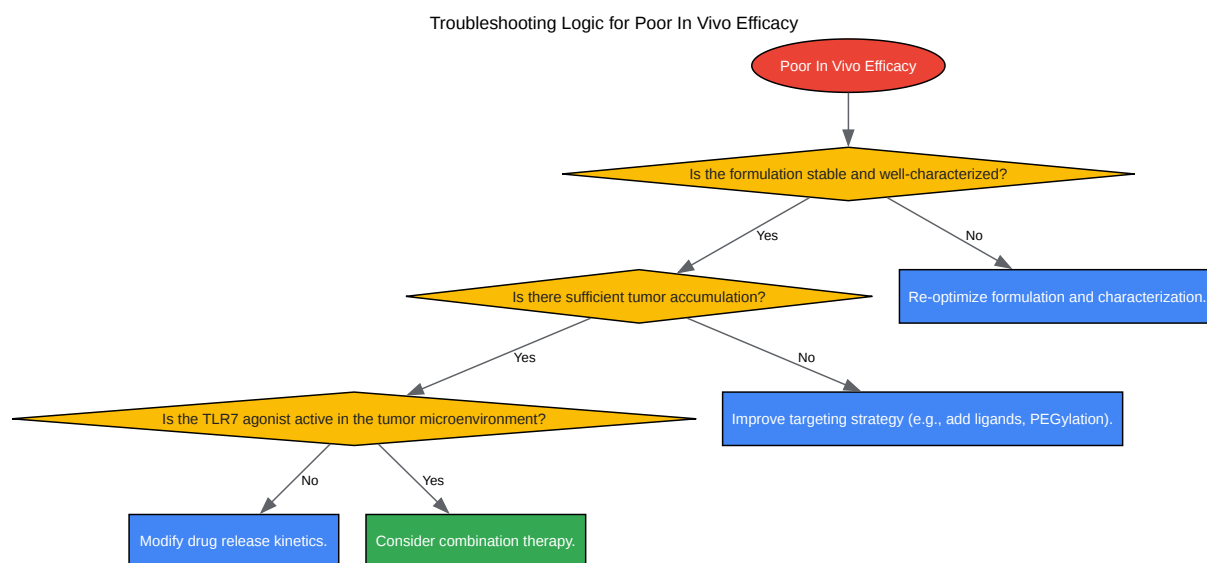 Troubleshooting Logic for Poor In Vivo Efficacy
Poor In Vivo Efficacy
Is the formulation stable and well-characterized?
Yes
No
Is there sufficient tumor accumulation?
Re-optimize formulation and characterization.
Yes
No
Is the TLR7 agonist active in the tumor microenvironment?
Improve targeting strategy (e.g., add ligands, PEGylation).
No
Yes
Modify drug release kinetics.
Consider combination therapy.